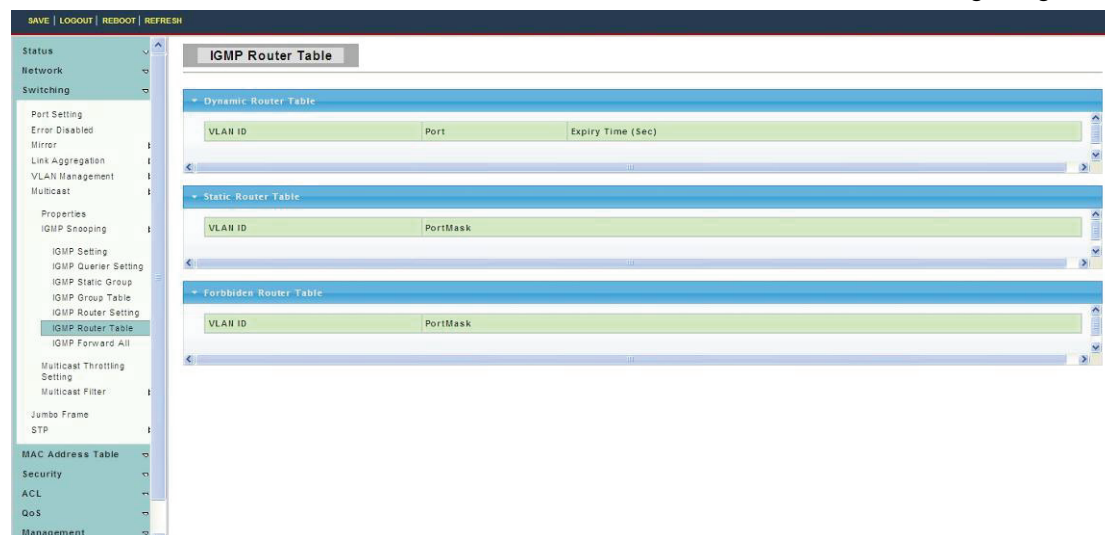 SAVE | LOGOUT | REBOOT | REFRESH
Status
Network
Switching
Port Setting
Error Disabled
Mirror
Link Aggregation
VLAN Management
Multicast
Properties
IGMP Snooping
IGMP Setting
IGMP Querier Setting
IGMP Static Group
IGMP Group Table
IGMP Router Setting
IGMP Router Table
IGMP Forward All
Multicast Throttling
Setting
Multicast Filter
Jumbo Frame
STP
MAC Address Table
Security
ACL
QoS
Management
IGMP Router Table
Dynamic Router Table
VLAN ID Port Expiry Time (Sec)
Static Router Table
VLAN ID PortMask
Forbbiden Router Table
VLAN ID PortMask